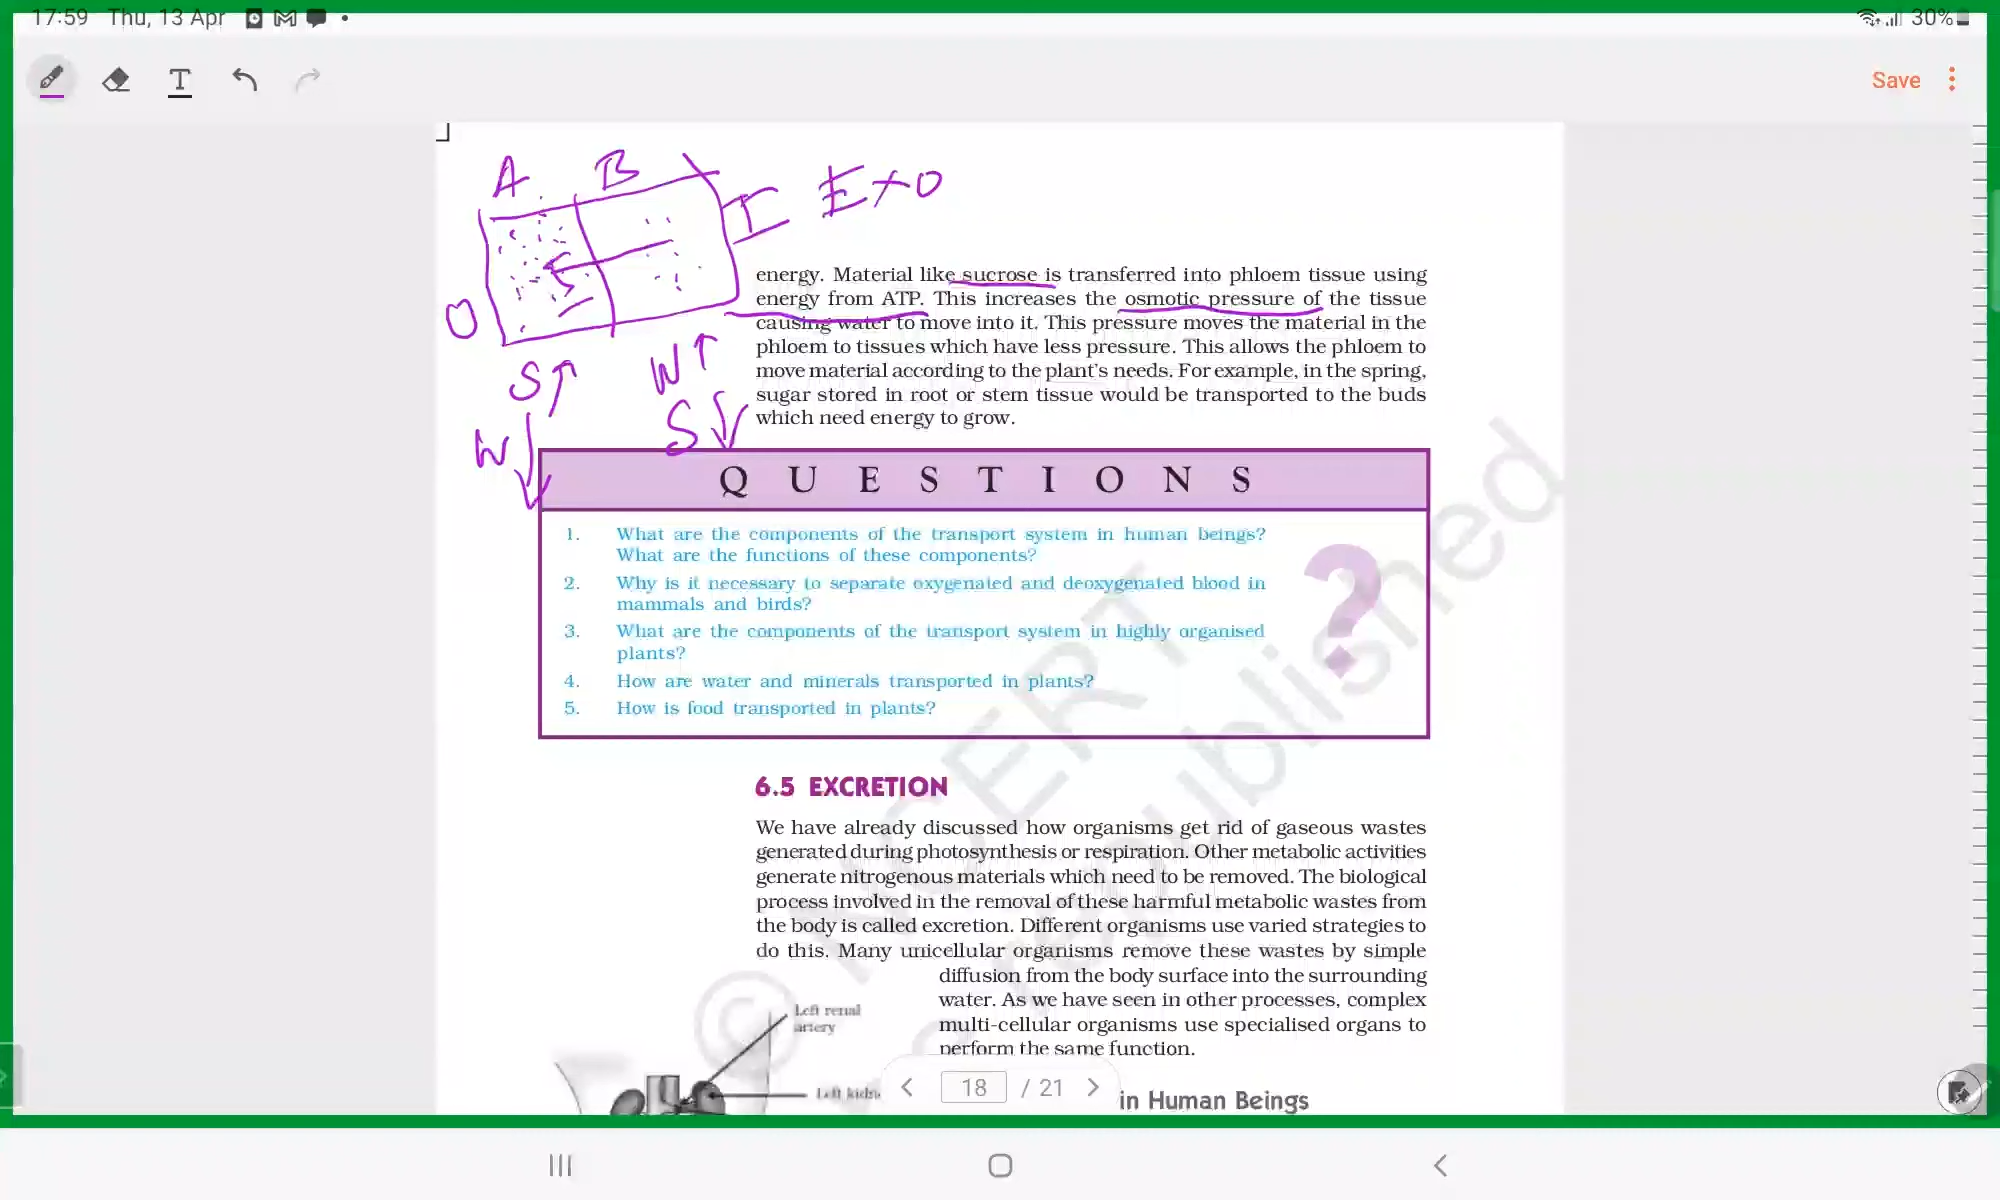 17:59 Thu, 13 Apr
30%
Save
A B
I Exo
O
S↑ W↑
W↓ S↓
energy. Material like sucrose is transferred into phloem tissue using
energy from ATP. This increases the osmotic pressure of the tissue
causing water to move into it. This pressure moves the material in the
phloem to tissues which have less pressure. This allows the phloem to
move material according to the plant's needs. For example, in the spring,
sugar stored in root or stem tissue would be transported to the buds
which need energy to grow.
QUESTIONS
1. What are the components of the transport system in human beings?
What are the functions of these components?
2. Why is it necessary to separate oxygenated and deoxygenated blood in
mammals and birds?
3. What are the components of the transport system in highly organised
plants?
4. How are water and minerals transported in plants?
5. How is food transported in plants?
?
6.5 EXCRETION
We have already discussed how organisms get rid of gaseous wastes
generated during photosynthesis or respiration. Other metabolic activities
generate nitrogenous materials which need to be removed. The biological
process involved in the removal of these harmful metabolic wastes from
the body is called excretion. Different organisms use varied strategies to
do this. Many unicellular organisms remove these wastes by simple
diffusion from the body surface into the surrounding
water. As we have seen in other processes, complex
multi-cellular organisms use specialised organs to
perform the same function.
Left renal
artery
Left
18 / 21
in Human Beings
© NCERT
republished